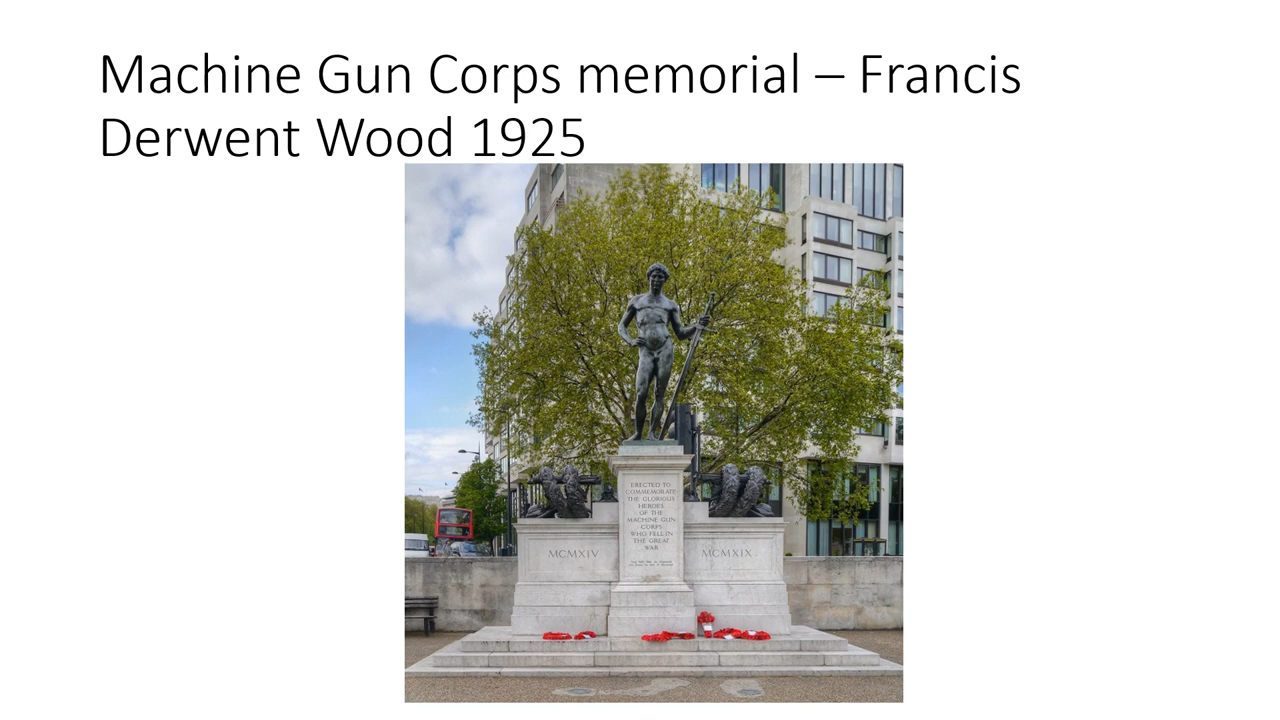 Machine Gun Corps memorial – Francis
Derwent Wood 1925
ERECTED TO
COMMEMORATE
THE GLORIOUS
HEROES
OF THE
MACHINE GUN
CORPS
WHO FELL IN
THE GREAT
WAR
MCMXIV
MCMXIX